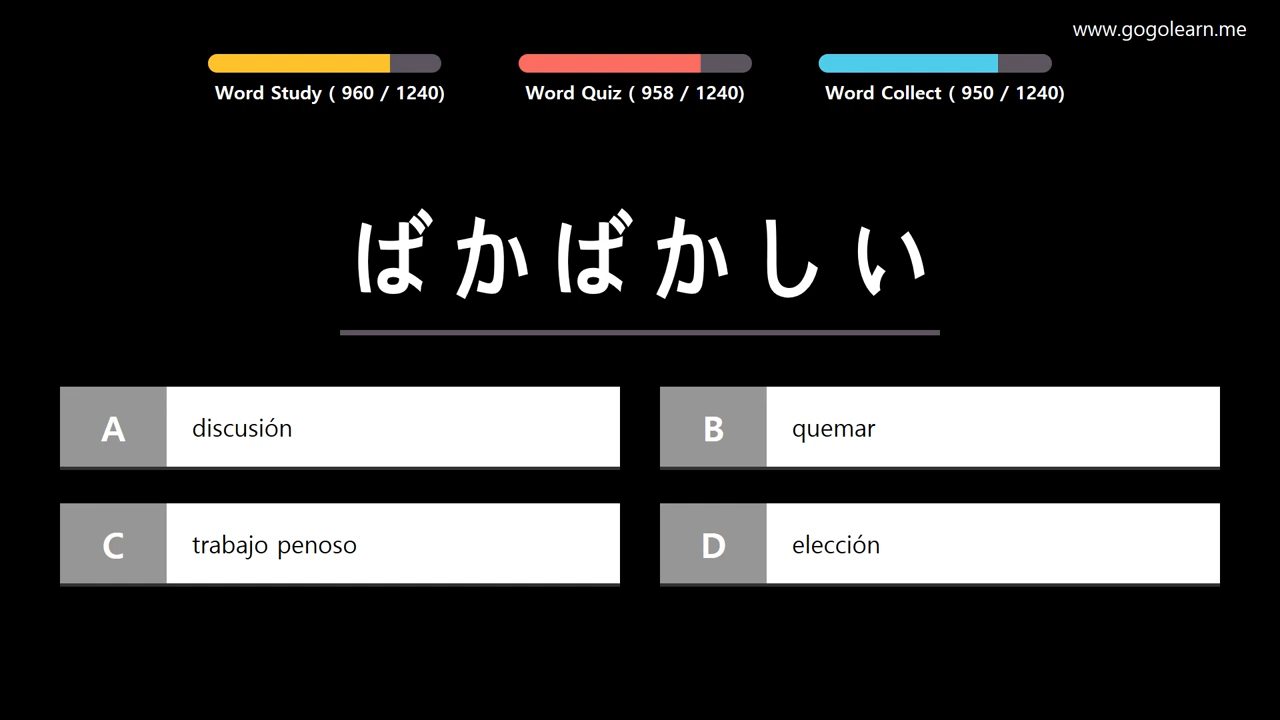 www.gogolearn.me
Word Study ( 960 / 1240)
Word Quiz ( 958 / 1240)
Word Collect ( 950 / 1240)
ばかばかしい
A discusión
B quemar
C trabajo penoso
D elección